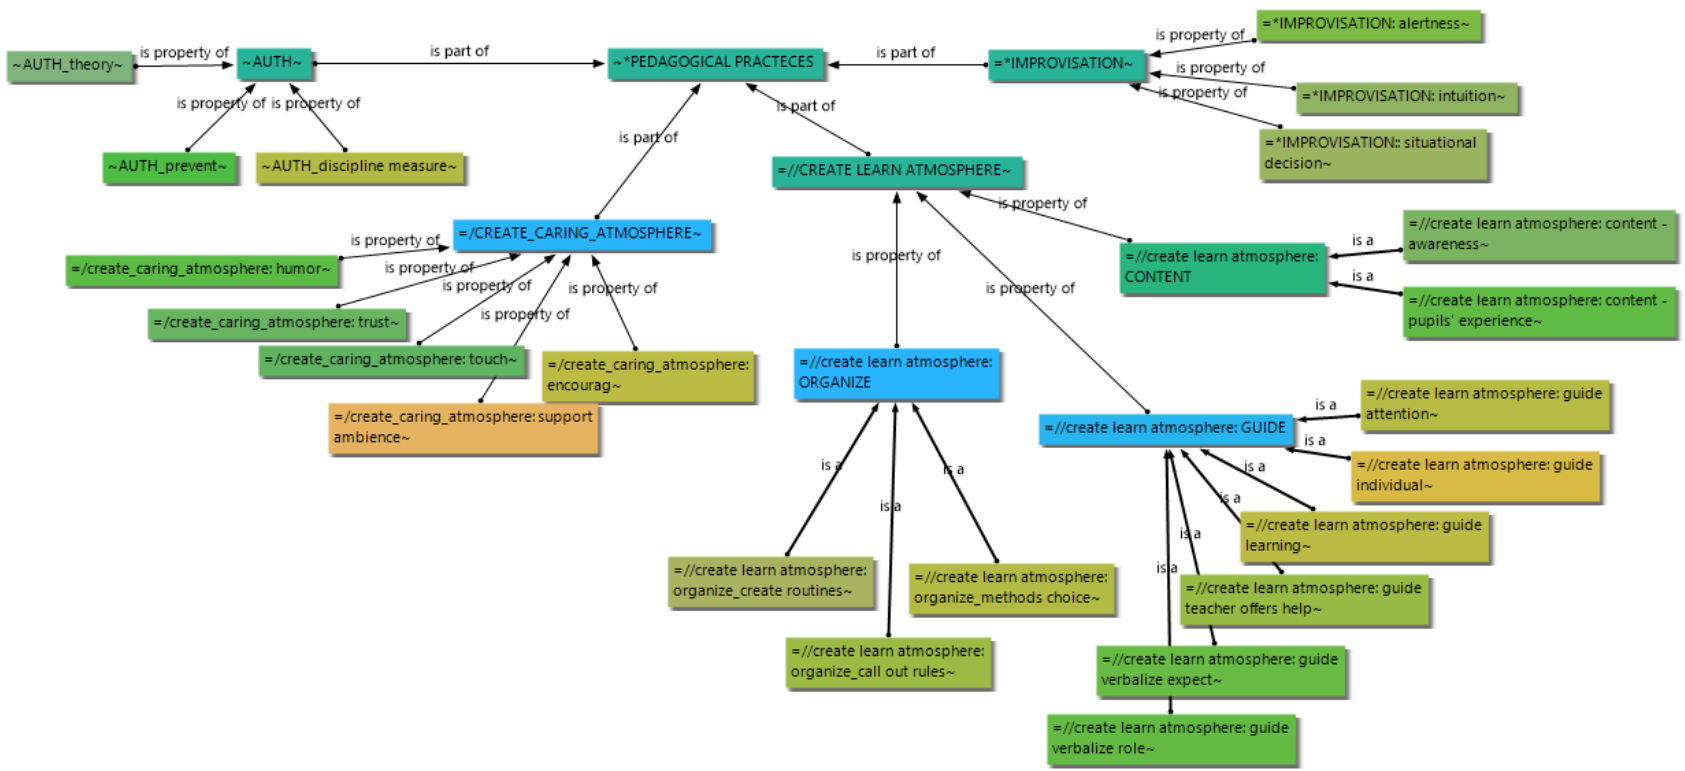 =*IMPROVISATION: alertness~
is property of
~AUTH_theory~
is property of
~AUTH~
is part of
~*PEDAGOGICAL PRACTECES
is part of
=*IMPROVISATION~
is property of
=*IMPROVISATION: intuition~
is property of
is property of
is property of
is part of
is part of
=*IMPROVISATION:: situational
decision~
~AUTH_prevent~
~AUTH_discipline measure~
=//CREATE LEARN ATMOSPHERE~
is property of
=/CREATE_CARING_ATMOSPHERE~
is property of
=//create learn atmosphere: content -
awareness~
is a
=//create learn atmosphere:
CONTENT
is property of
=/create_caring_atmosphere: humor~
is property of
is property of
is property of
is property of
is a
=//create learn atmosphere: content -
pupils' experience~
is property of
=/create_caring_atmosphere: trust~
=/create_caring_atmosphere: touch~
=/create_caring_atmosphere:
encourag~
=//create learn atmosphere:
ORGANIZE
=/create_caring_atmosphere: support
ambience~
=//create learn atmosphere: guide
attention~
is a
=//create learn atmosphere: GUIDE
is a
=//create learn atmosphere: guide
individual~
is a
is a
is a
is a
is a
is a
is a
=//create learn atmosphere: guide
learning~
=//create learn atmosphere:
organize_create routines~
=//create learn atmosphere:
organize_methods choice~
=//create learn atmosphere: guide
teacher offers help~
=//create learn atmosphere:
organize_call out rules~
=//create learn atmosphere: guide
verbalize expect~
=//create learn atmosphere: guide
verbalize role~